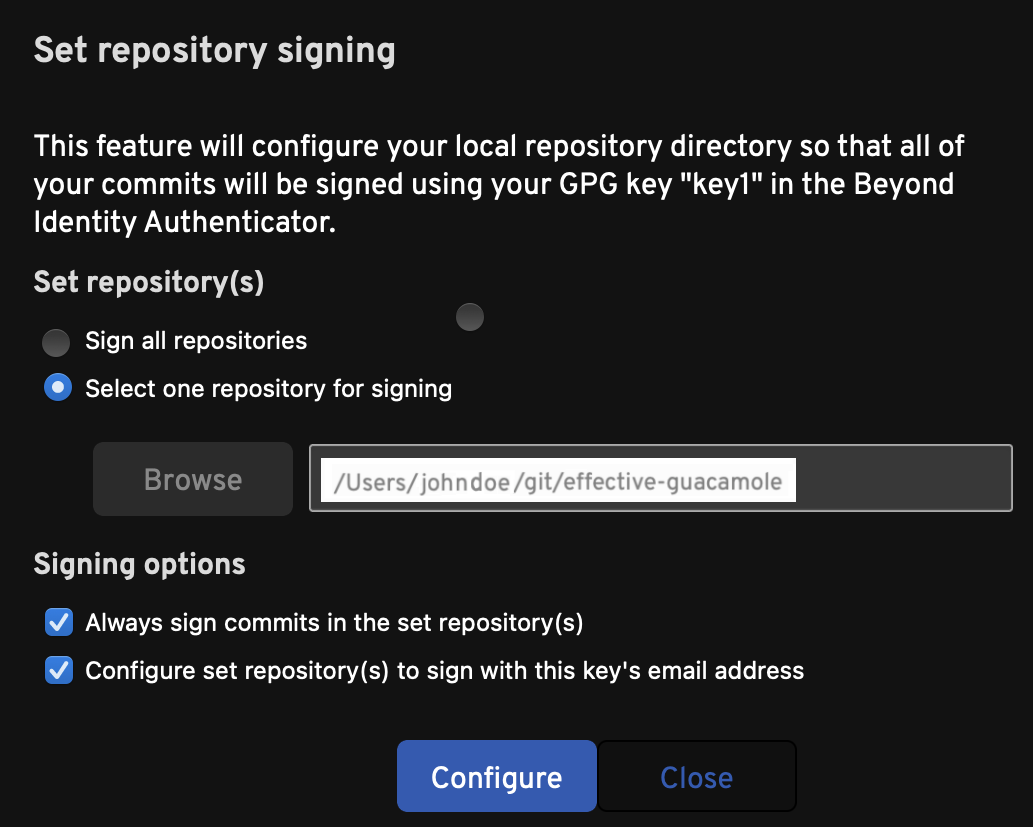 Set repository signing
This feature will configure your local repository directory so that all of
your commits will be signed using your GPG key "key1" in the Beyond
Identity Authenticator.
Set repository(s)
Sign all repositories
Select one repository for signing
Browse
/Users/johndoe/git/effective-guacamole
Signing options
Always sign commits in the set repository(s)
Configure set repository(s) to sign with this key's email address
Configure
Close